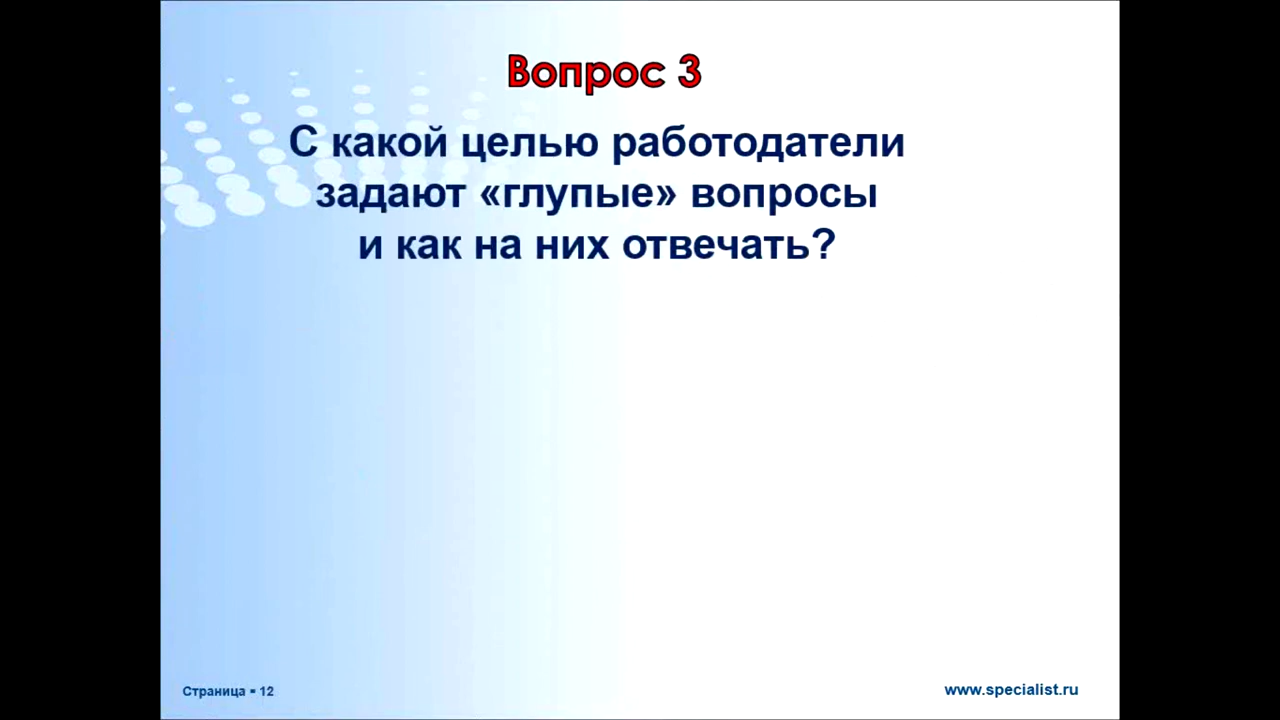 Вопрос 3
С какой целью работодатели
задают «глупые» вопросы
и как на них отвечать?
Страница ▪ 12
www.specialist.ru